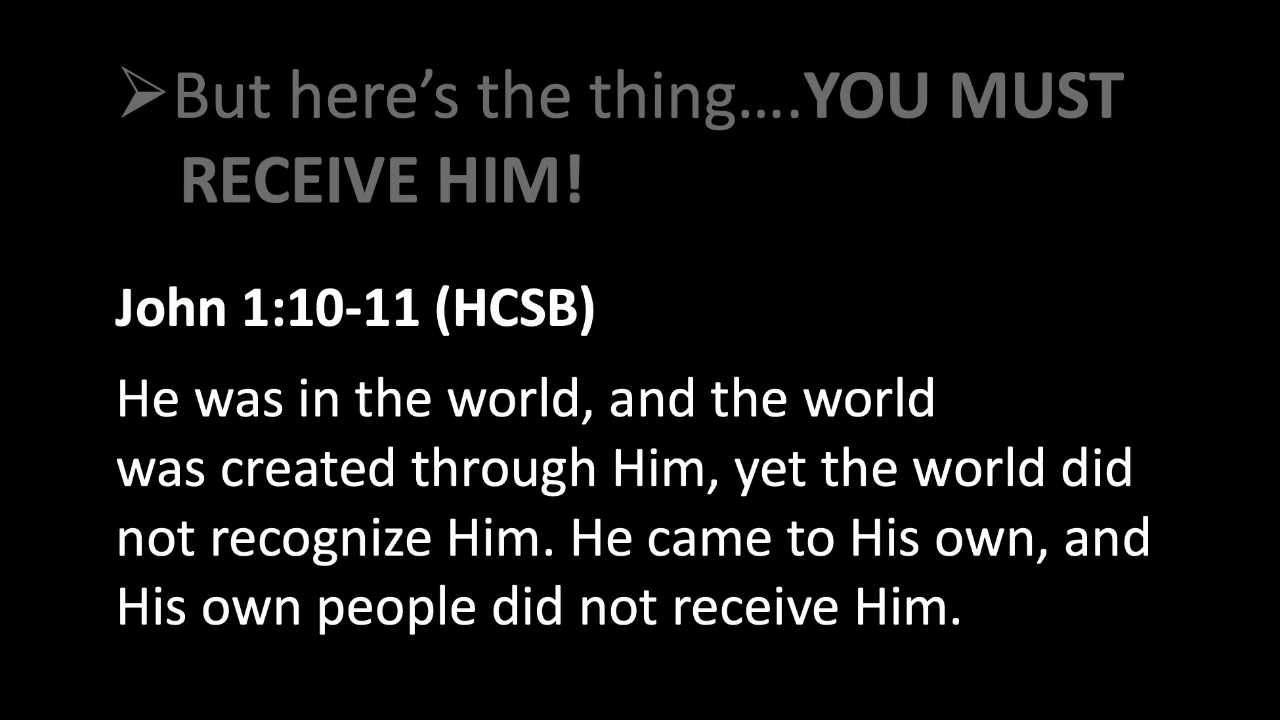 ➢But here’s the thing….YOU MUST
RECEIVE HIM!
John 1:10-11 (HCSB)
He was in the world, and the world
was created through Him, yet the world did
not recognize Him. He came to His own, and
His own people did not receive Him.